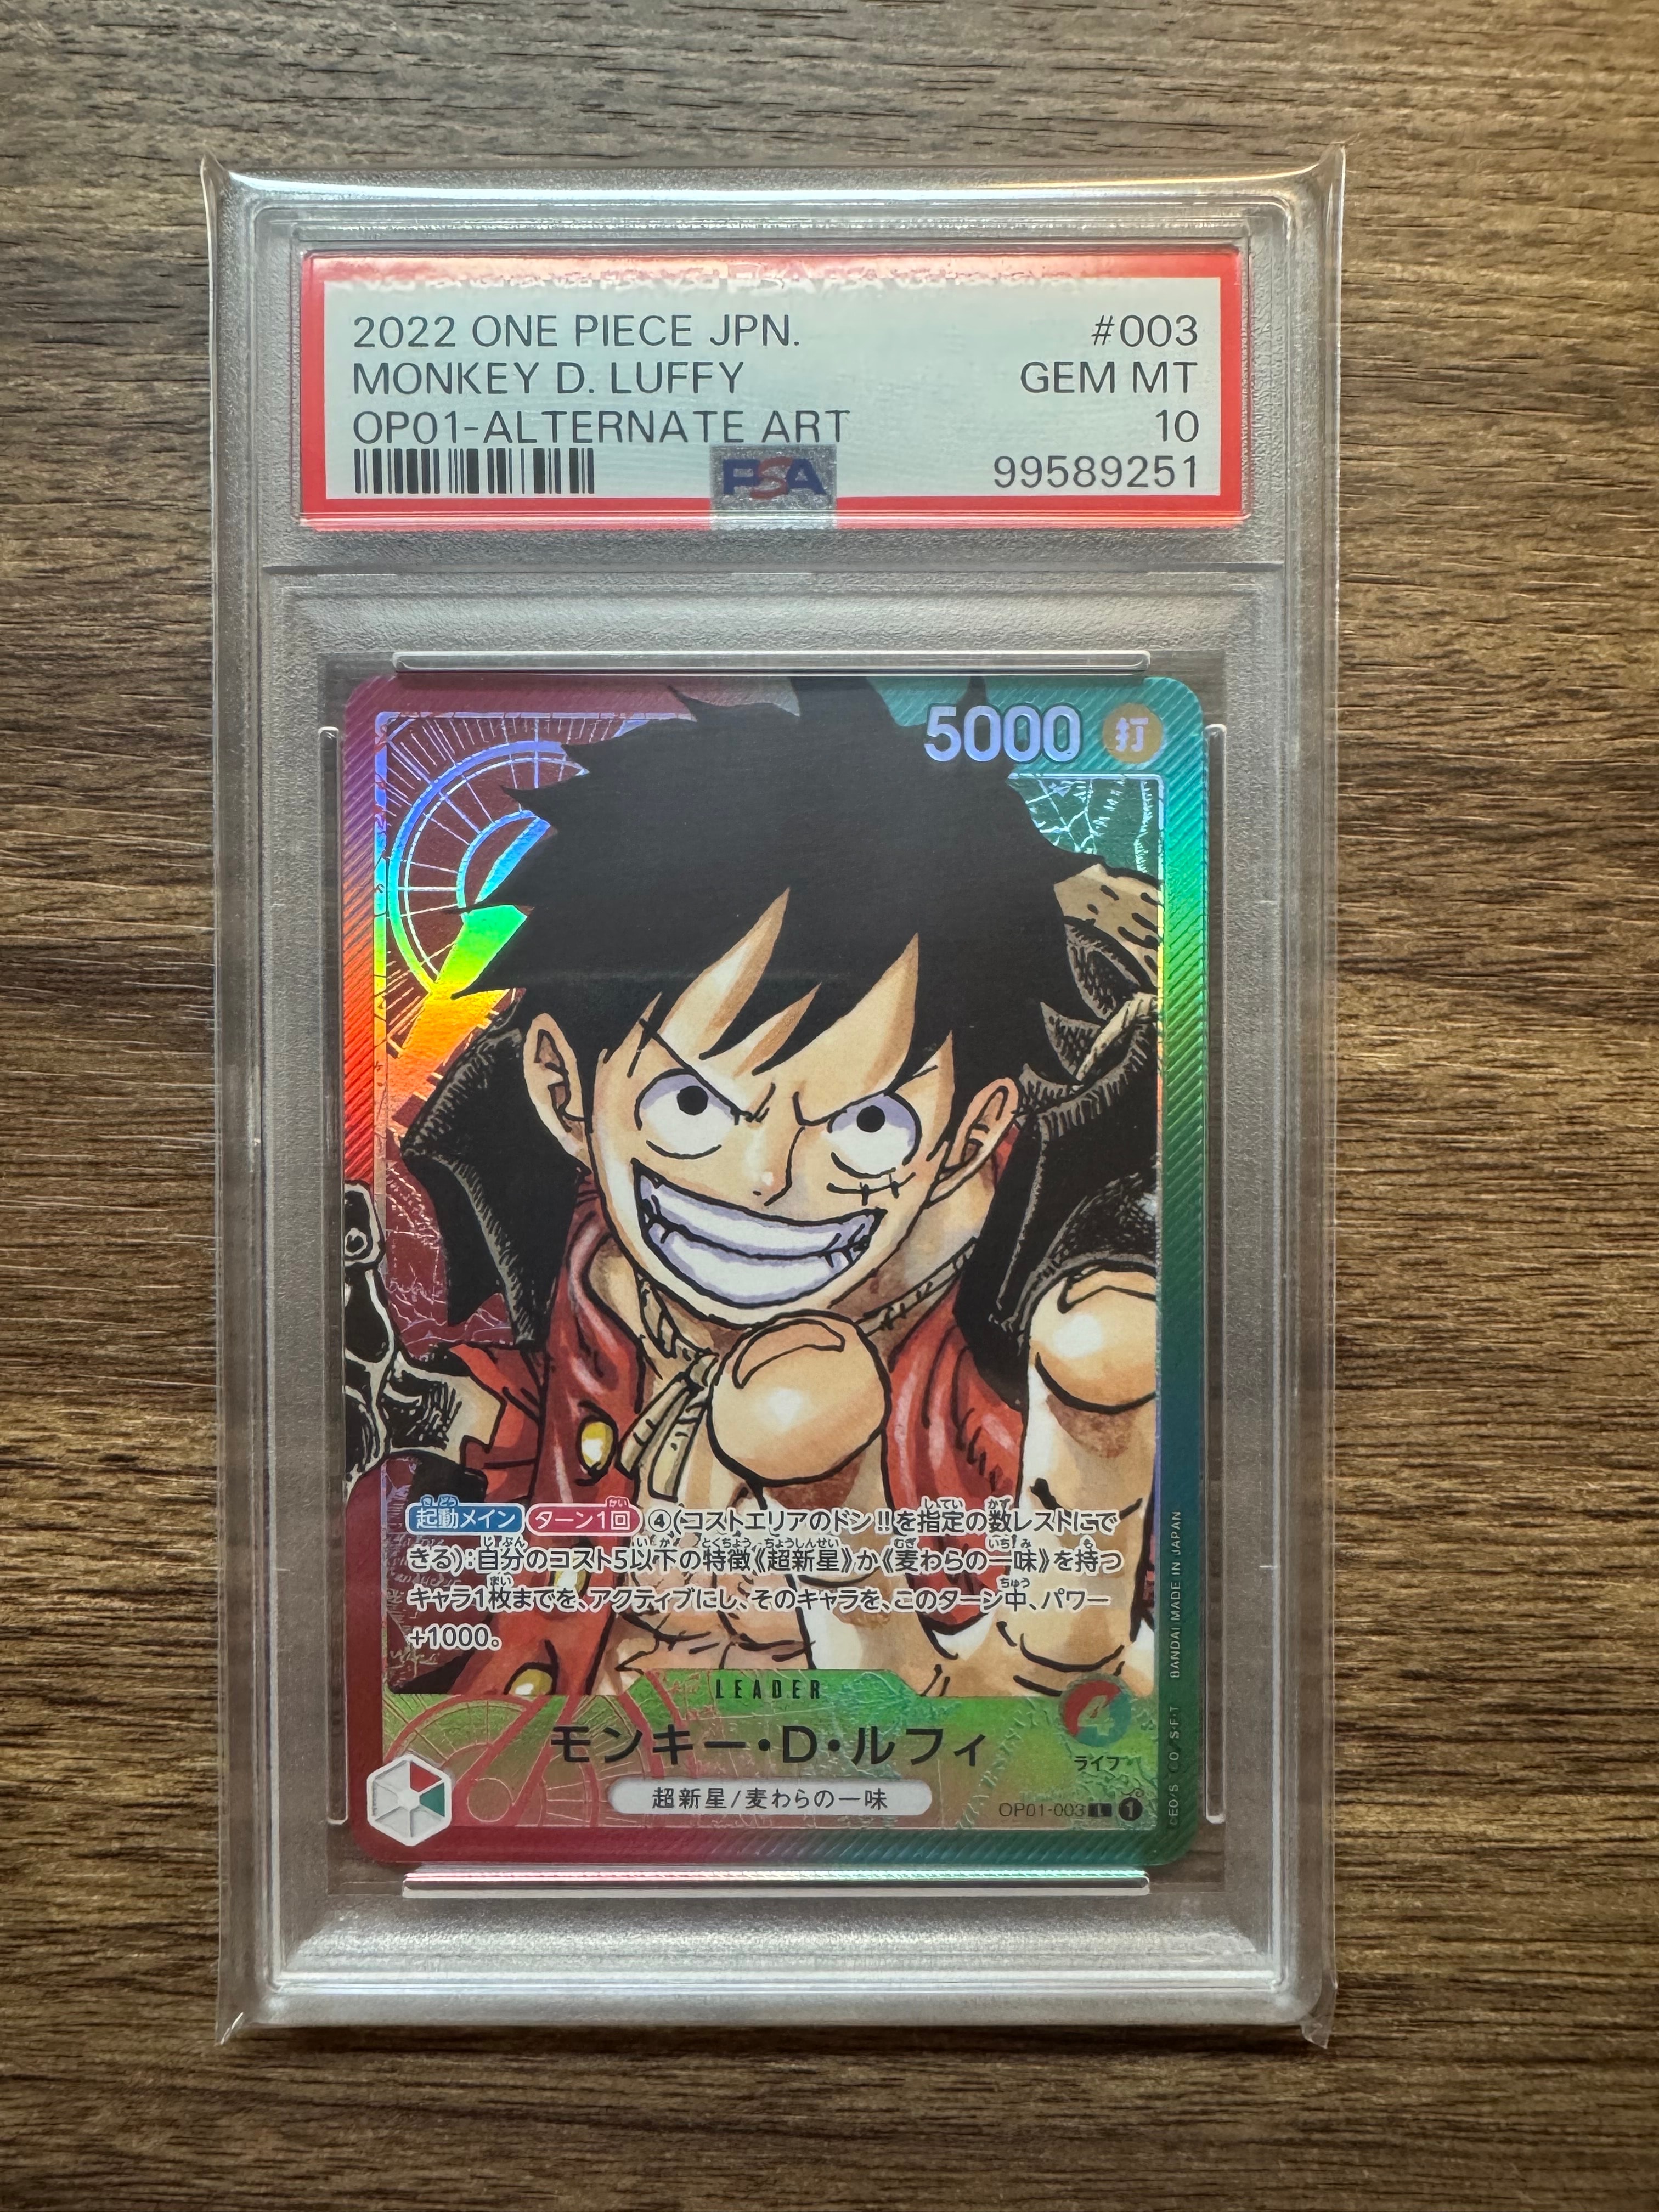 2022 ONE PIECE JPN. #003
MONKEY D. LUFFY GEM MT
OP01-ALTERNATE ART 10
99589251
PSA
5000 打
起動メイン ターン1回 ④(コストエリアのドン!!を指定の数レストにで
きる):自分のコスト5以下の特徴《超新星》か《麦わらの一味》を持つ
キャラ1枚までを、アクティブにし、そのキャラを、このターン中、パワー
+1000。
LEADER
モンキー・D・ルフィ
4
ライフ
超新星/麦わらの一味
OP01-003 L 1
©E.O/S. C.O/S.F.T BANDAI MADE IN JAPAN